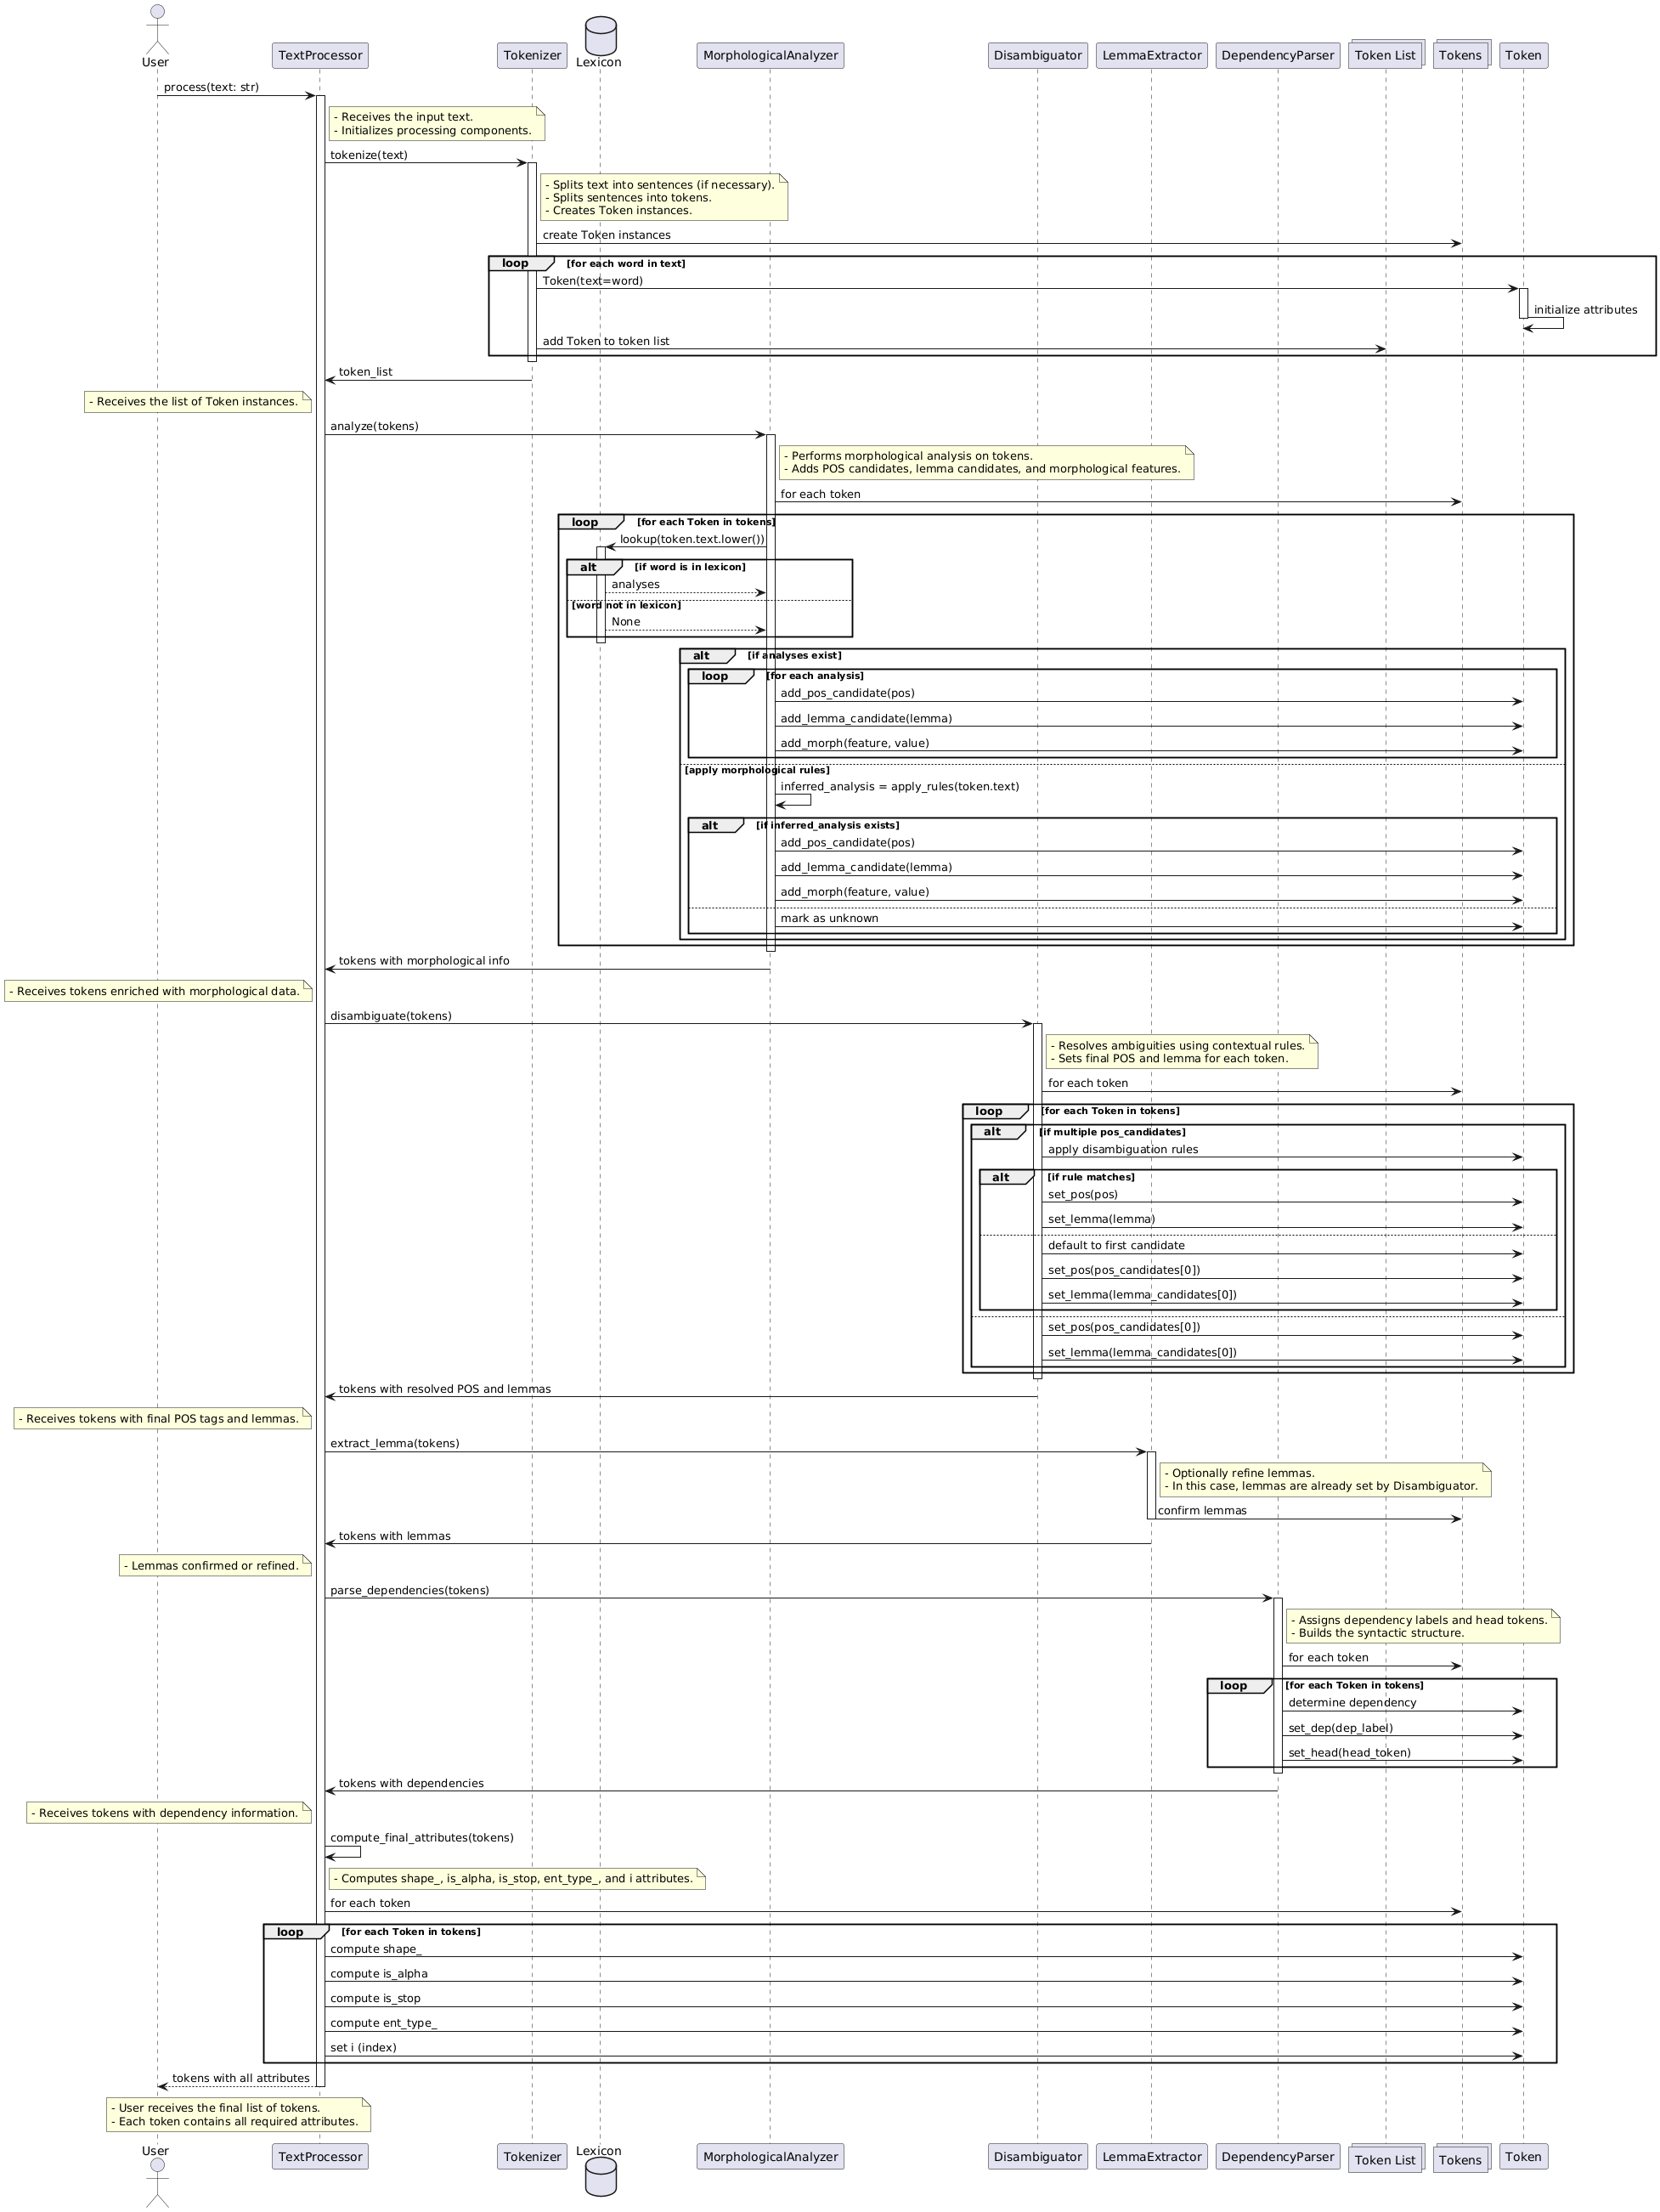 User
TextProcessor
Tokenizer
Lexicon
MorphologicalAnalyzer
Disambiguator
LemmaExtractor
DependencyParser
Token List
Tokens
Token
process(text: str)
- Receives the input text.
- Initializes processing components.
tokenize(text)
- Splits text into sentences (if necessary).
- Splits sentences into tokens.
- Creates Token instances.
create Token instances
loop [for each word in text]
Token(text=word)
initialize attributes
add Token to token list
token_list
- Receives the list of Token instances.
analyze(tokens)
- Performs morphological analysis on tokens.
- Adds POS candidates, lemma candidates, and morphological features.
for each token
loop [for each Token in tokens]
lookup(token.text.lower())
alt [if word is in lexicon]
analyses
[word not in lexicon]
None
alt [if analyses exist]
loop [for each analysis]
add_pos_candidate(pos)
add_lemma_candidate(lemma)
add_morph(feature, value)
[apply morphological rules]
inferred_analysis = apply_rules(token.text)
alt [if inferred_analysis exists]
add_pos_candidate(pos)
add_lemma_candidate(lemma)
add_morph(feature, value)
mark as unknown
tokens with morphological info
- Receives tokens enriched with morphological data.
disambiguate(tokens)
- Resolves ambiguities using contextual rules.
- Sets final POS and lemma for each token.
for each token
loop [for each Token in tokens]
alt [if multiple pos_candidates]
apply disambiguation rules
alt [if rule matches]
set_pos(pos)
set_lemma(lemma)
default to first candidate
set_pos(pos_candidates[0])
set_lemma(lemma_candidates[0])
set_pos(pos_candidates[0])
set_lemma(lemma_candidates[0])
tokens with resolved POS and lemmas
- Receives tokens with final POS tags and lemmas.
extract_lemma(tokens)
- Optionally refine lemmas.
- In this case, lemmas are already set by Disambiguator.
confirm lemmas
tokens with lemmas
- Lemmas confirmed or refined.
parse_dependencies(tokens)
- Assigns dependency labels and head tokens.
- Builds the syntactic structure.
for each token
loop [for each Token in tokens]
determine dependency
set_dep(dep_label)
set_head(head_token)
tokens with dependencies
- Receives tokens with dependency information.
compute_final_attributes(tokens)
- Computes shape_, is_alpha, is_stop, ent_type_, and i attributes.
for each token
loop [for each Token in tokens]
compute shape_
compute is_alpha
compute is_stop
compute ent_type_
set i (index)
tokens with all attributes
- User receives the final list of tokens.
- Each token contains all required attributes.
User
TextProcessor
Tokenizer
Lexicon
MorphologicalAnalyzer
Disambiguator
LemmaExtractor
DependencyParser
Token List
Tokens
Token